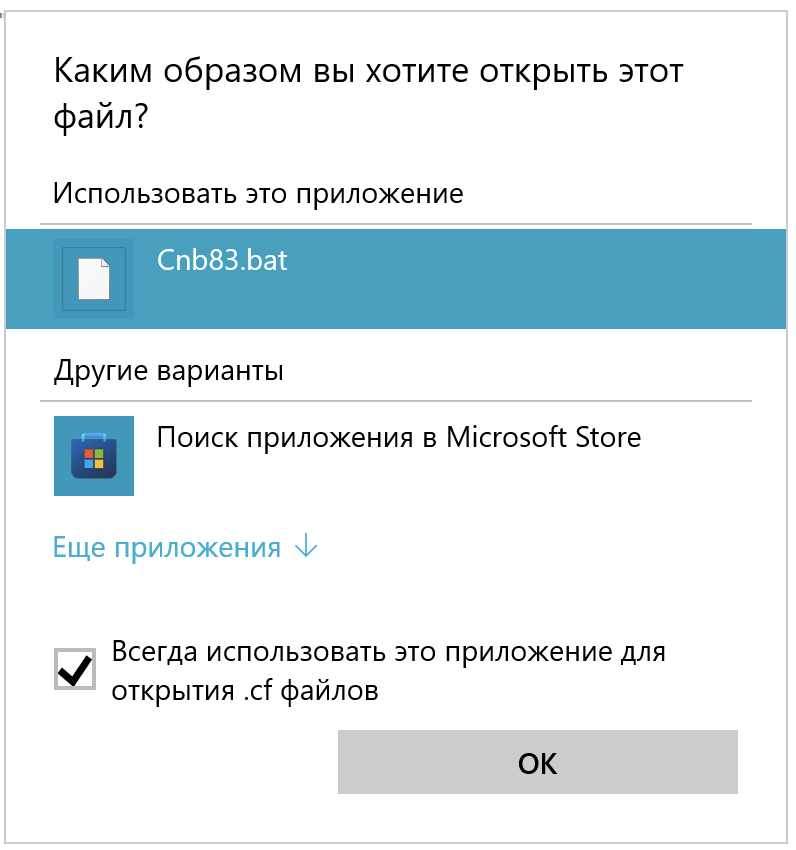 Каким образом вы хотите открыть этот
файл?
Использовать это приложение
Cnb83.bat
Другие варианты
Поиск приложения в Microsoft Store
Еще приложения
Всегда использовать это приложение для
открытия .cf файлов
ОК